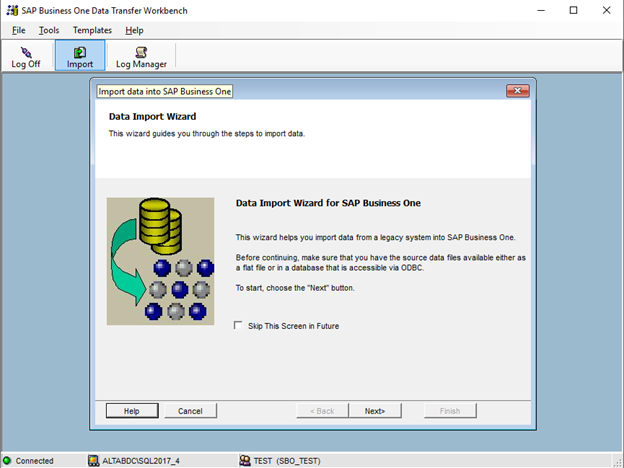 SAP Business One Data Transfer Workbench
File Tools Templates Help
Log Off Import Log Manager
Import data into SAP Business One
Data Import Wizard
This wizard guides you through the steps to import data.
Data Import Wizard for SAP Business One
This wizard helps you import data from a legacy system into SAP Business One.
Before continuing, make sure that you have the source data files available either as
a flat file or in a database that is accessible via ODBC.
To start, choose the "Next" button.
Skip This Screen in Future
Help Cancel < Back Next> Finish
Connected ALTABDC\SQL2017_4 TEST (SBO_TEST)